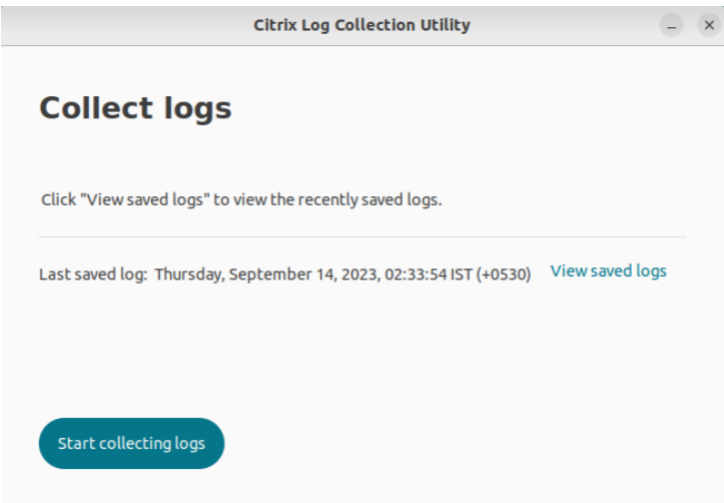 Citrix Log Collection Utility
Collect logs
Click "View saved logs" to view the recently saved logs.
Last saved log: Thursday, September 14, 2023, 02:33:54 IST (+0530) View saved logs
Start collecting logs